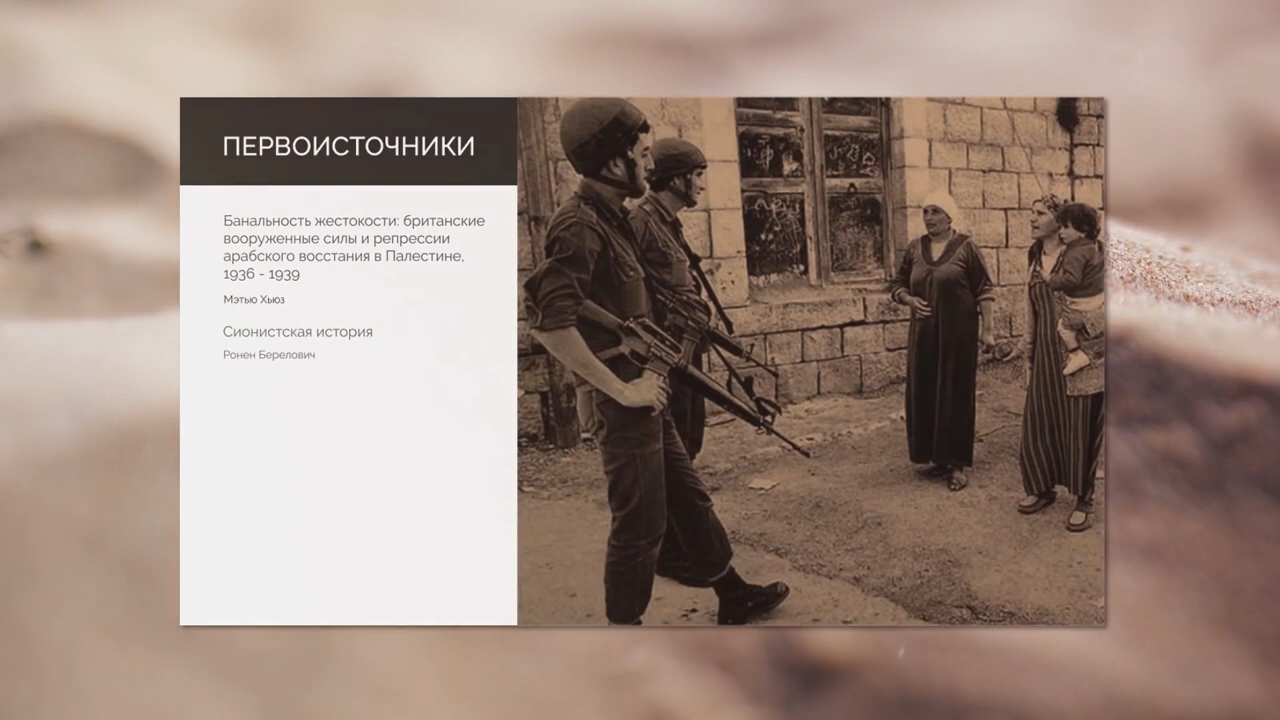 ПЕРВОИСТОЧНИКИ
Банальность жестокости: британские
вооруженные силы и репрессии
арабского восстания в Палестине,
1936 - 1939
Мэтью Хьюз
Сионистская история
Ронен Берелович